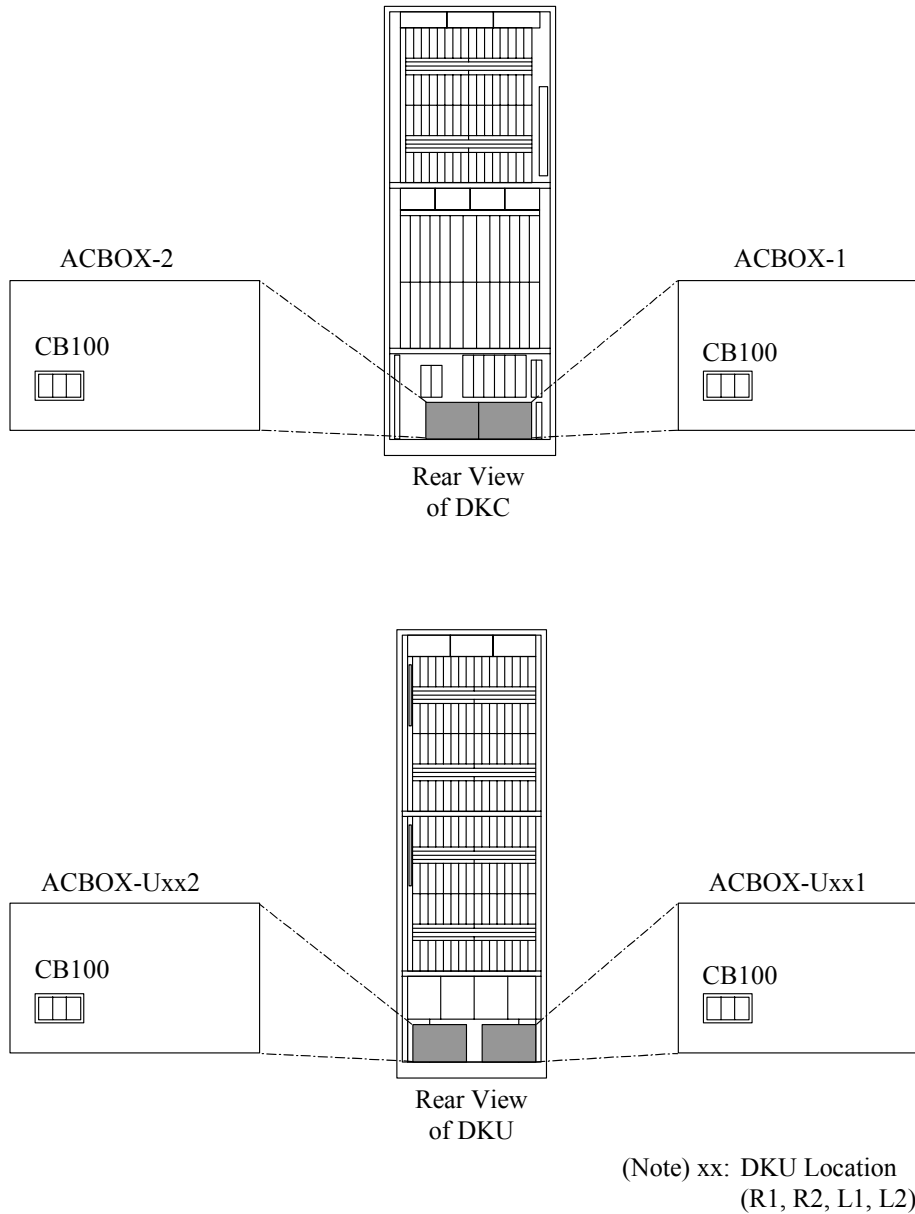 ACBOX-2
ACBOX-1
CB100
CB100
Rear View
of DKC
ACBOX-Uxx2
ACBOX-Uxx1
CB100
CB100
Rear View
of DKU
(Note) xx: DKU Location
(R1, R2, L1, L2)